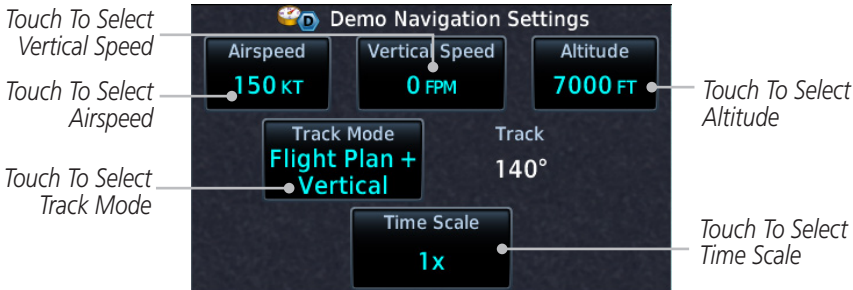 Touch To Select
Vertical Speed
Touch To Select
Airspeed
Touch To Select
Track Mode
D Demo Navigation Settings
Airspeed
150 KT
Vertical Speed
0 FPM
Altitude
7000 FT
Track Mode
Flight Plan +
Vertical
Track
140°
Time Scale
1x
Touch To Select
Altitude
Touch To Select
Time Scale